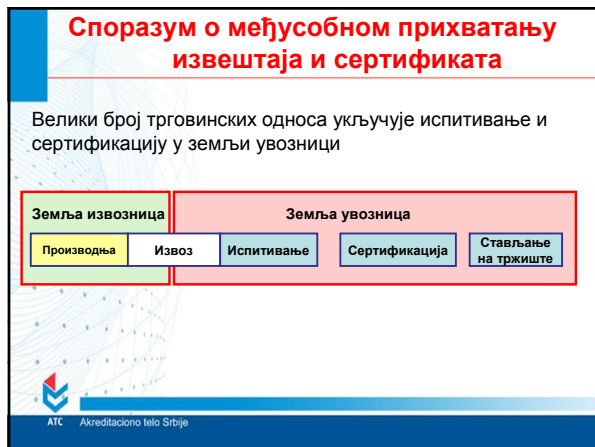 Споразум о међусобном прихватању
извештаја и сертификата
Велики број трговинских односа укључује испитивање и
сертификацију у земљи увозници
Земља извозница
Земља увозница
Производња
Извоз
Испитивање
Сертификација
Стављање
на тржиште
ATC Akreditaciono telo Srbije